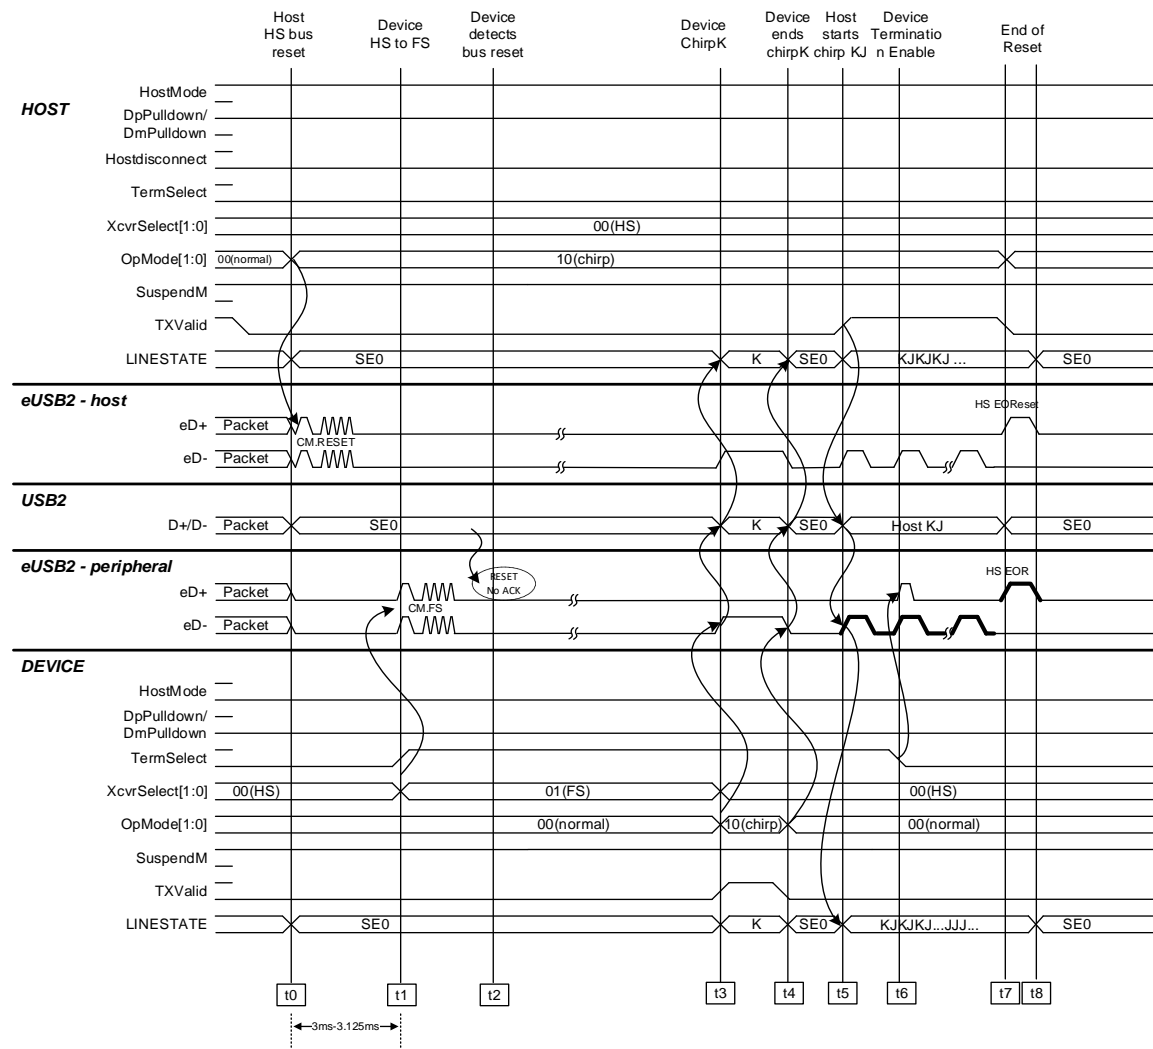 Host
HS bus
reset
Device
HS to FS
Device
detects
bus reset
Device
ChirpK
Device
ends
chirpK
Host
starts
chirp KJ
Device
Terminatio
n Enable
End of
Reset
HOST
HostMode
DpPulldown/
DmPulldown
Hostdisconnect
TermSelect
XcvrSelect[1:0] 00(HS)
OpMode[1:0] 00(normal) 10(chirp)
SuspendM
TXValid
LINESTATE SE0 K SE0 KJKJKJ ... SE0
eUSB2 - host
HS EOReset
eD+ Packet
CM.RESET
eD- Packet
USB2
D+/D- Packet SE0 K SE0 Host KJ SE0
eUSB2 - peripheral
RESET
No ACK
HS EOR
eD+ Packet
CM.FS
eD- Packet
DEVICE
HostMode
DpPulldown/
DmPulldown
TermSelect
XcvrSelect[1:0] 00(HS) 01(FS) 00(HS)
OpMode[1:0] 00(normal) 10(chirp) 00(normal)
SuspendM
TXValid
LINESTATE SE0 K SE0 KJKJKJ...JJJ... SE0
t0 t1 t2 t3 t4 t5 t6 t7 t8
3ms-3.125ms